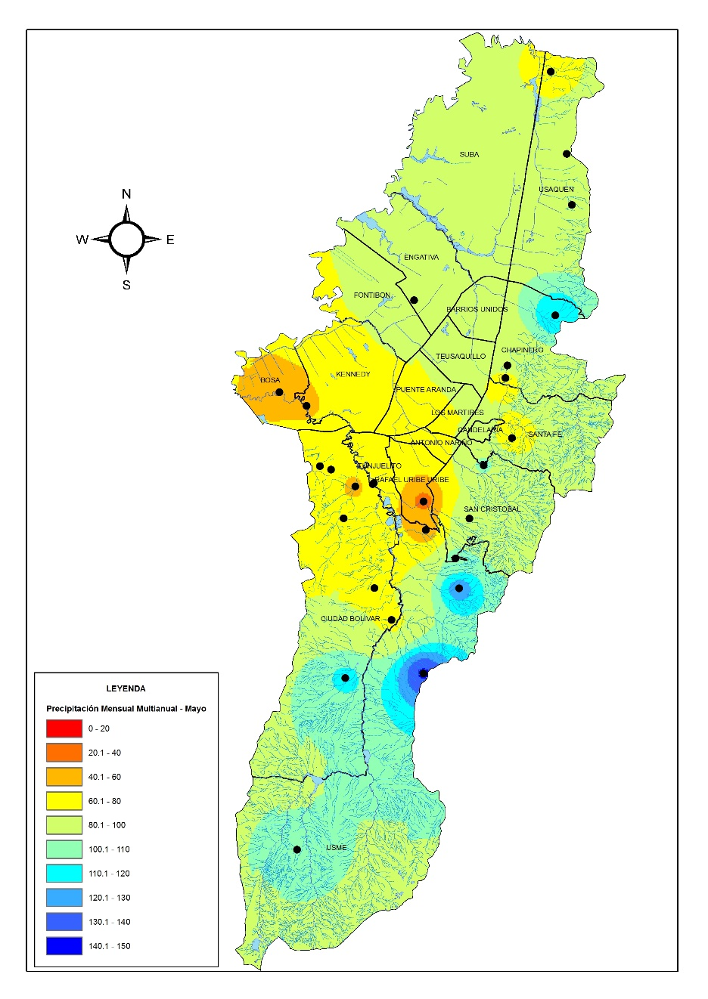 SUBA
USAQUEN
N
W
E
S
ENGATIVA
FONTIBON
BARRIOS UNIDOS
CHAPINERO
TEUSAQUILLO
KENNEDY
BOSA
PUENTE ARANDA
LOS MARTIRES
CANDELARIA
SANTA FE
ANTONIO NARIÑO
TUNJUELITO
RAFAEL URIBE URIBE
SAN CRISTOBAL
CIUDAD BOLIVAR
USME
LEYENDA
Precipitación Mensual Multianual - Mayo
0 - 20
20.1 - 40
40.1 - 60
60.1 - 80
80.1 - 100
100.1 - 110
110.1 - 120
120.1 - 130
130.1 - 140
140.1 - 150